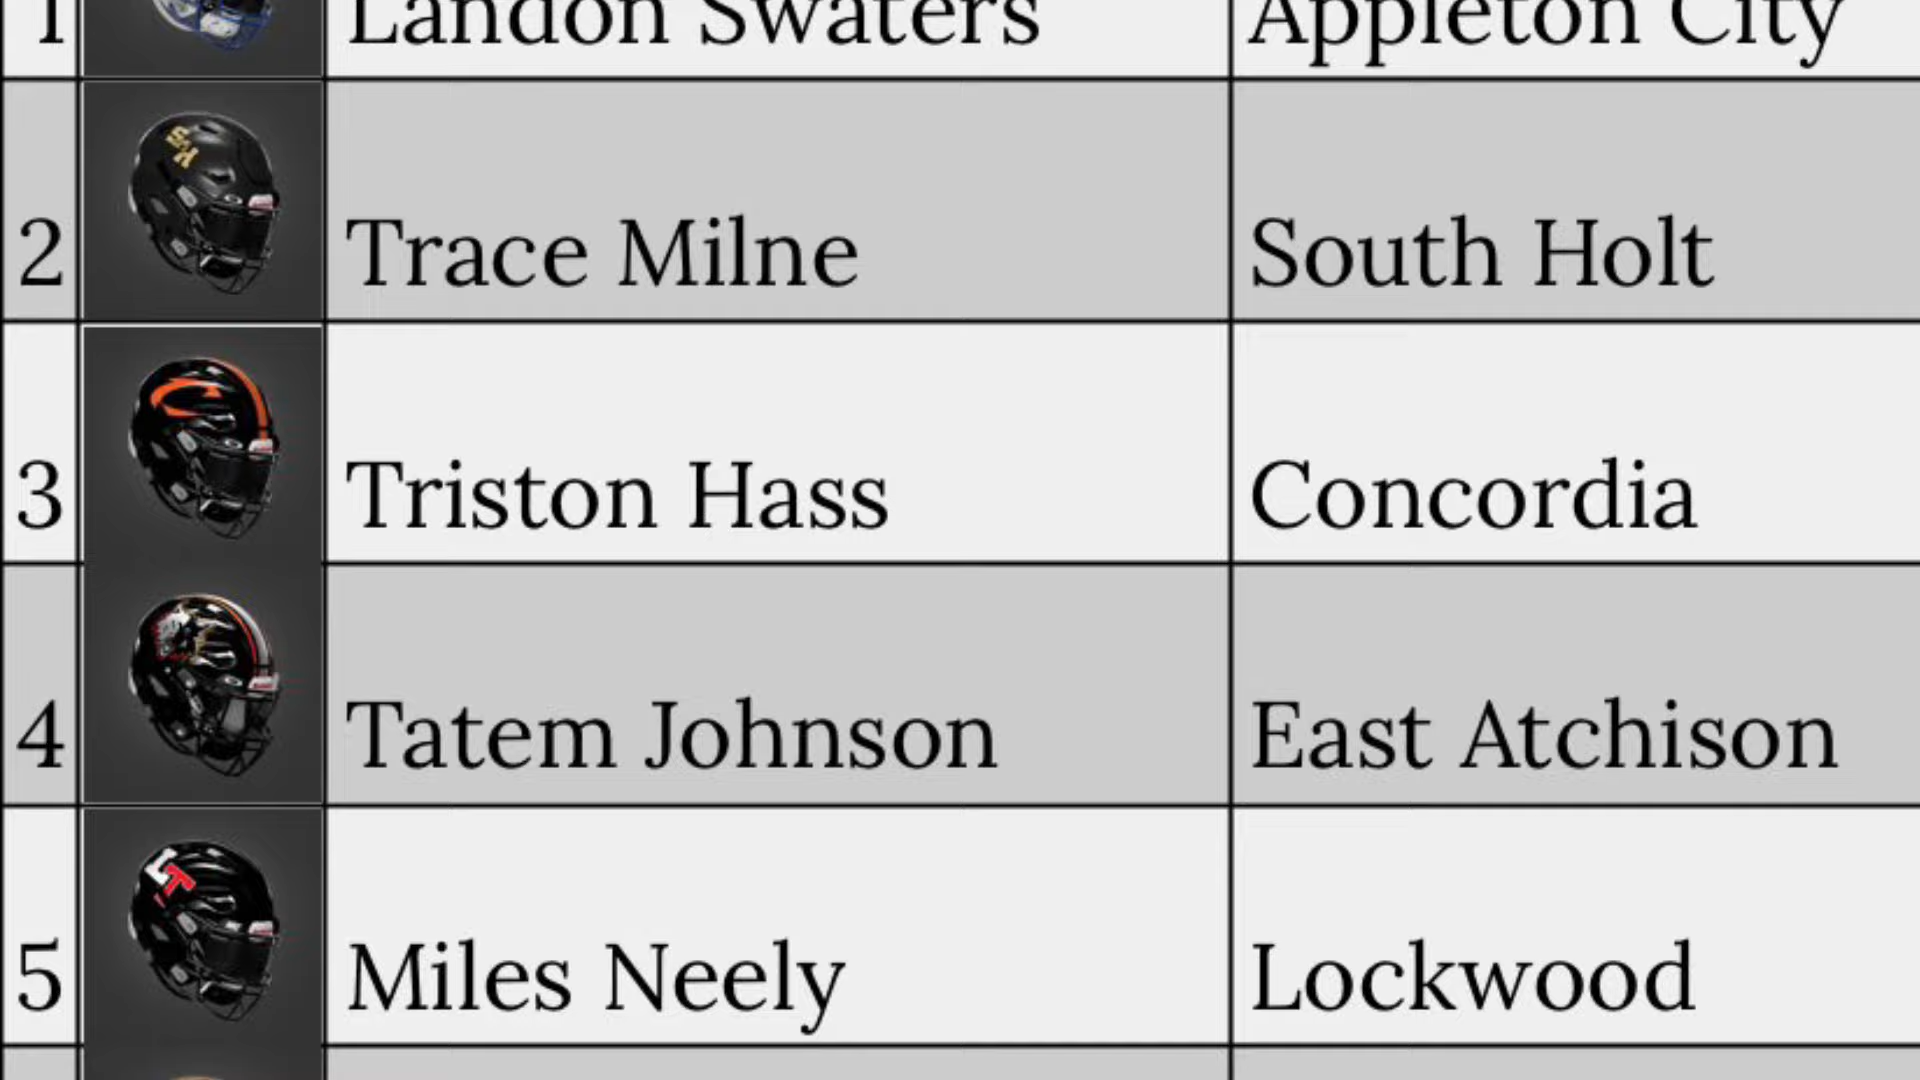 1 Landon Swaters Appleton City
2 Trace Milne South Holt
3 Triston Hass Concordia
4 Tatem Johnson East Atchison
5 Miles Neely Lockwood